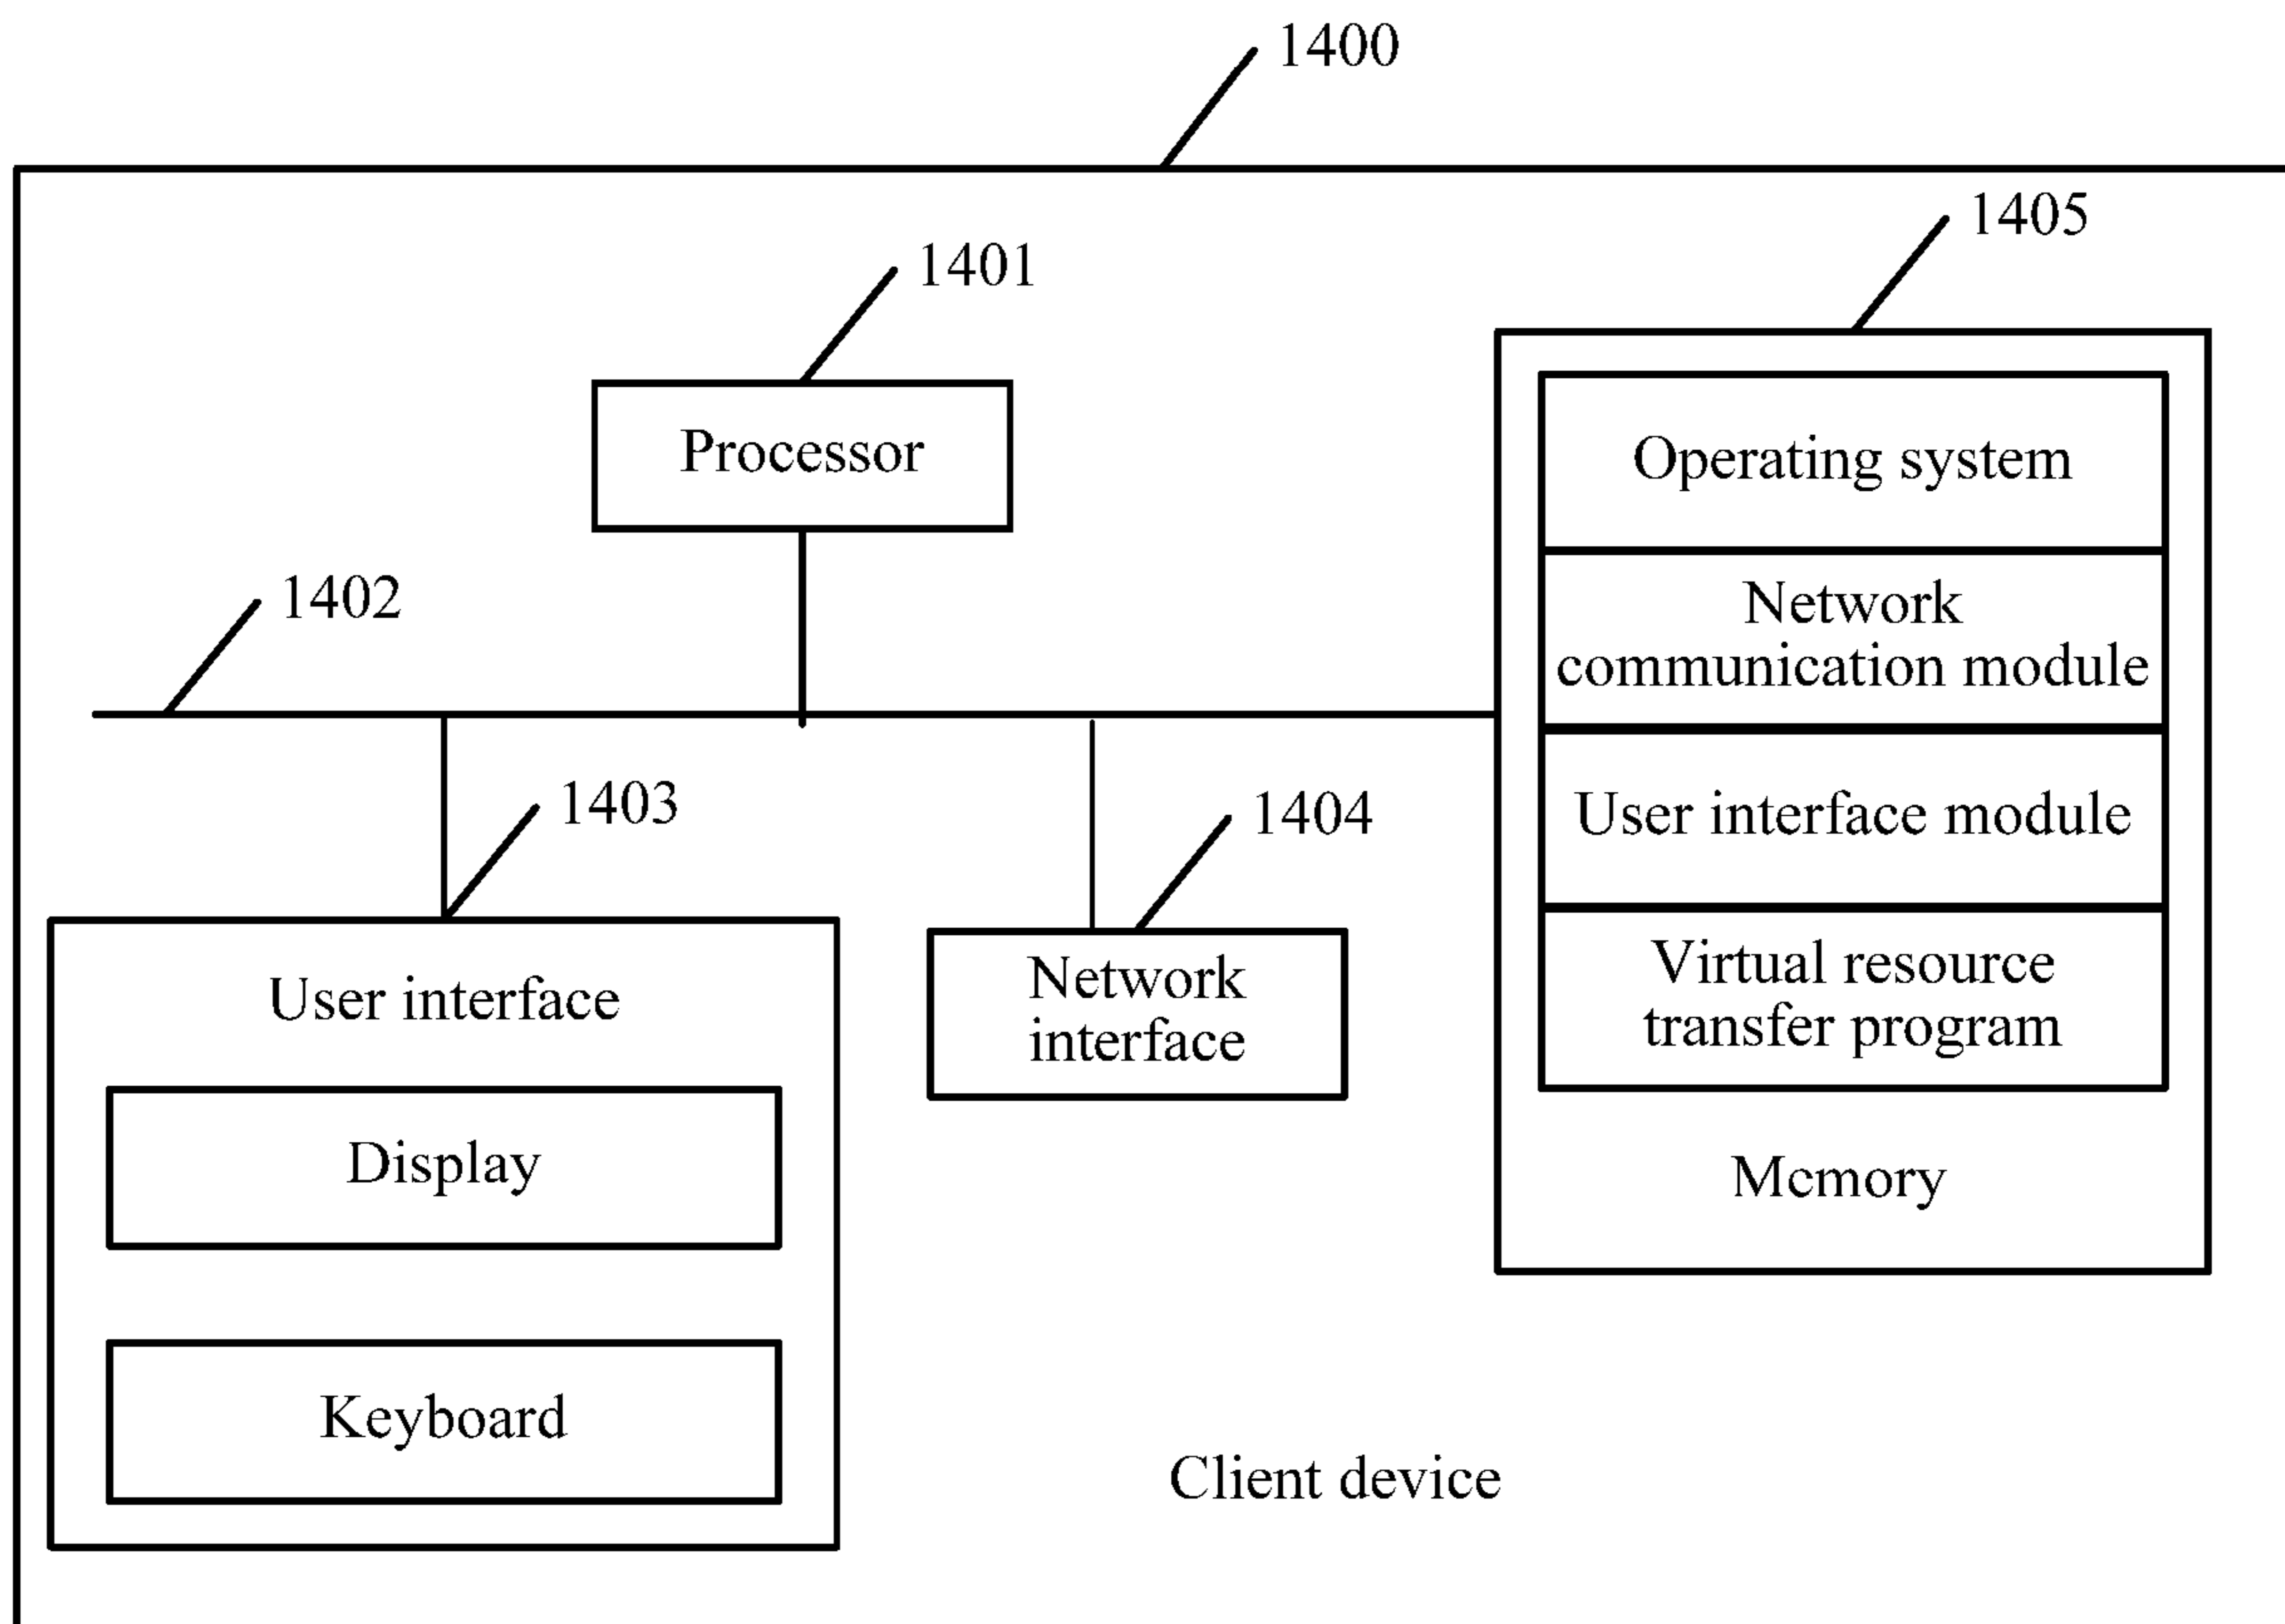 1400
1405
1401
Processor
Operating system
1402
Network
communication module
1403
1404
User interface module
User interface
Network
interface
Virtual resource
transfer program
Display
Memory
Keyboard
Client device